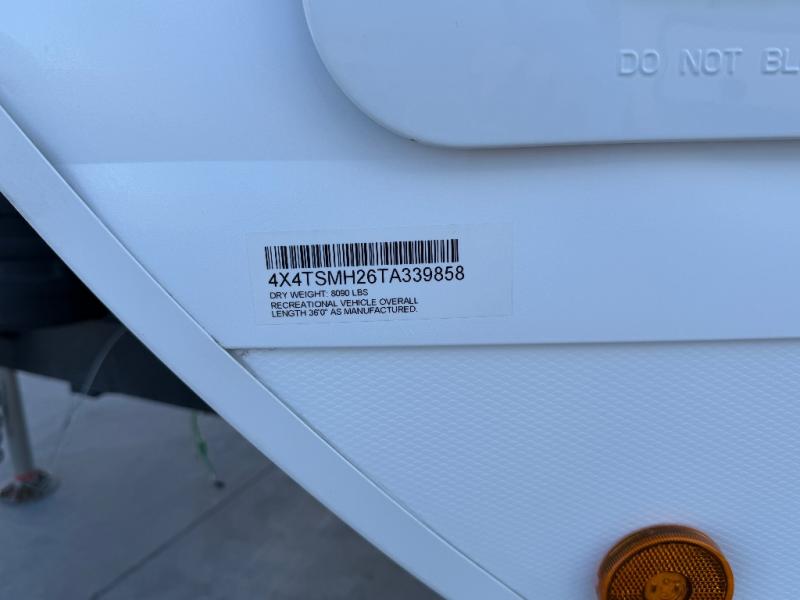 DO NOT BL
4X4TSMH26TA339858
DRY WEIGHT: 8090 LBS
RECREATIONAL VEHICLE OVERALL
LENGTH 36'0" AS MANUFACTURED.